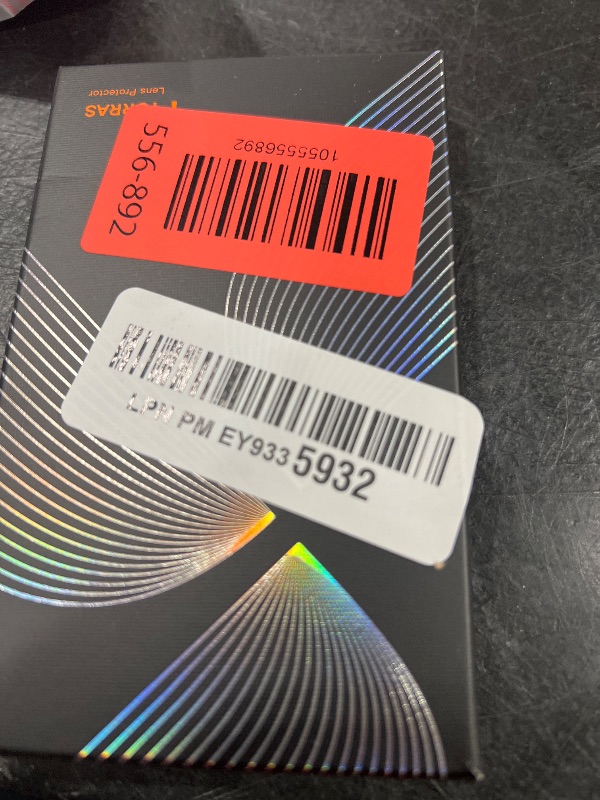 TORRAS
Lens Protector
556-892
1055556892
LPN PM EY933 5932